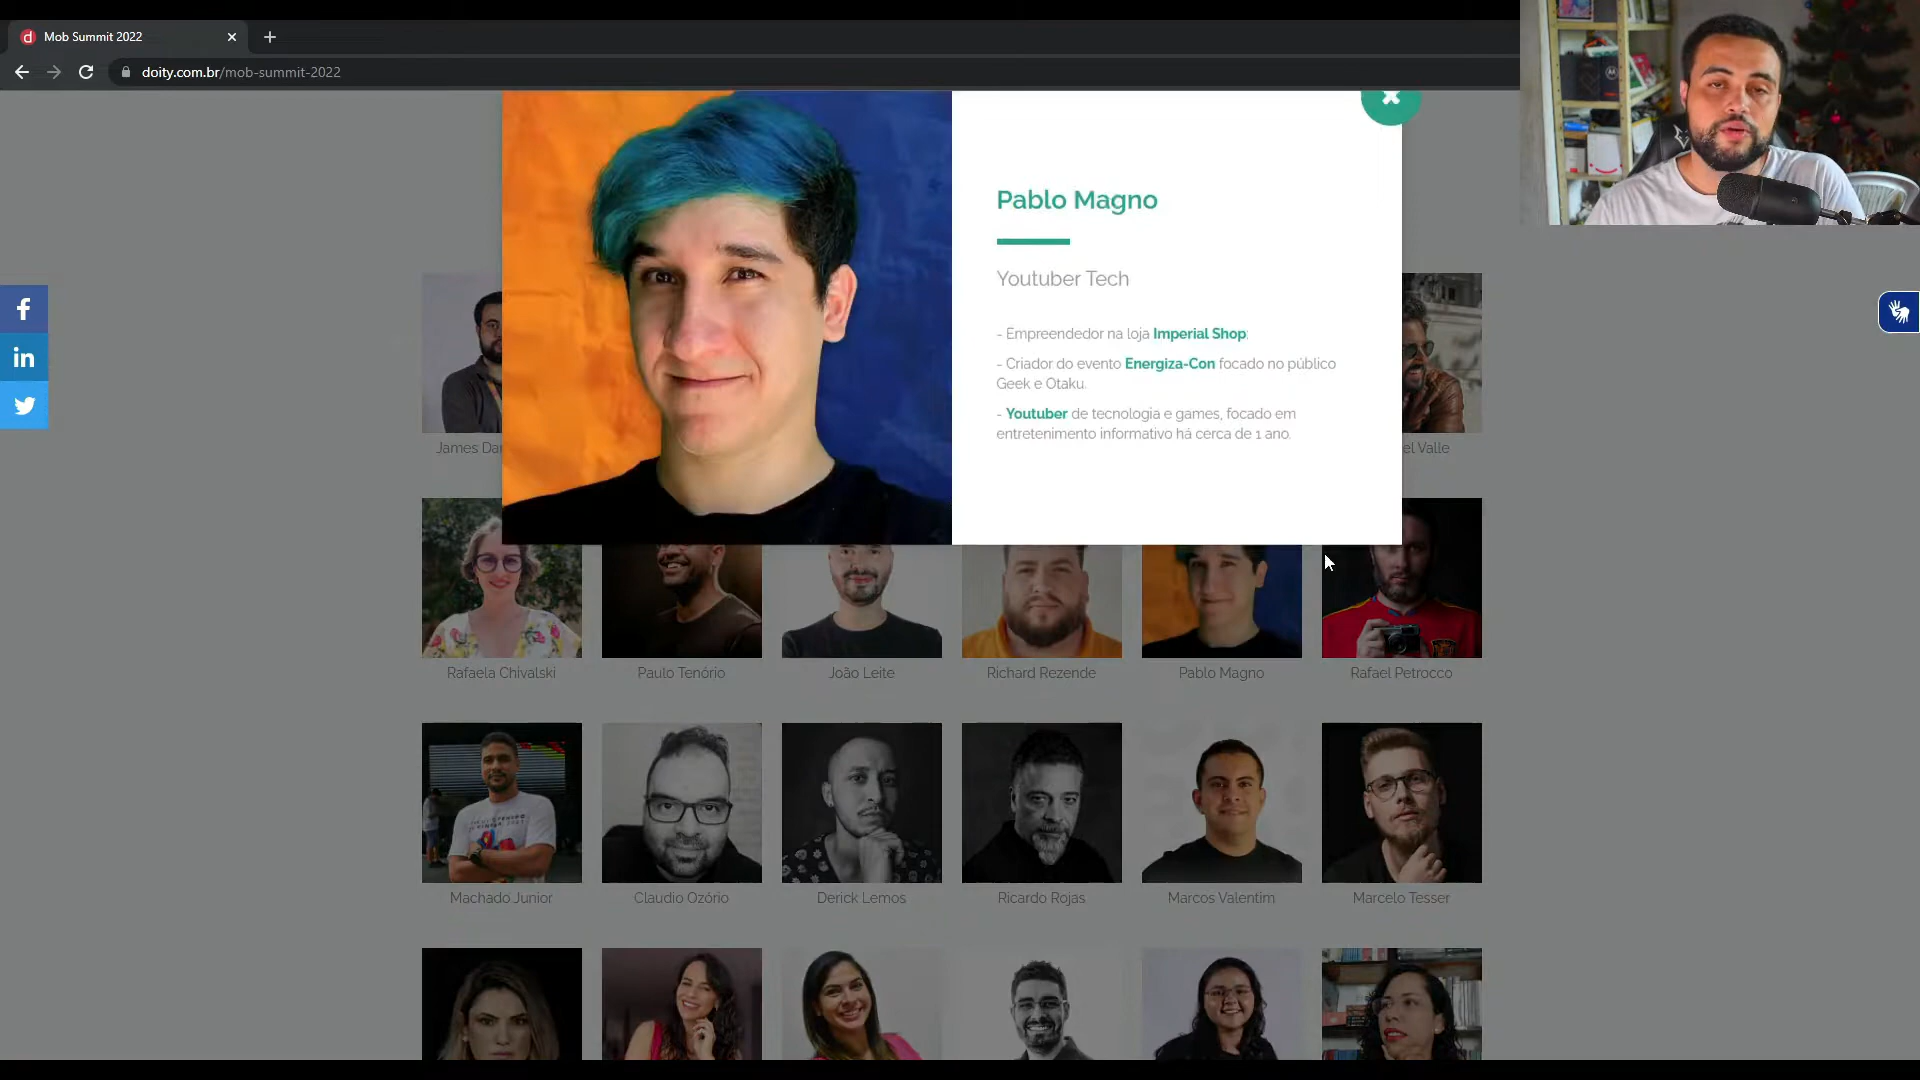 Mob Summit 2022
doity.com.br/mob-summit-2022
Pablo Magno
Youtuber Tech
- Empreendedor na loja Imperial Shop;
- Criador do evento Energiza-Con focado no público
Geek e Otaku.
- Youtuber de tecnologia e games, focado em
entretenimento informativo há cerca de 1 ano.
James Dan
el Valle
Rafaela Chivalski
Paulo Tenório
João Leite
Richard Rezende
Pablo Magno
Rafael Petrocco
Machado Junior
Claudio Ozório
Derick Lemos
Ricardo Rojas
Marcos Valentim
Marcelo Tesser